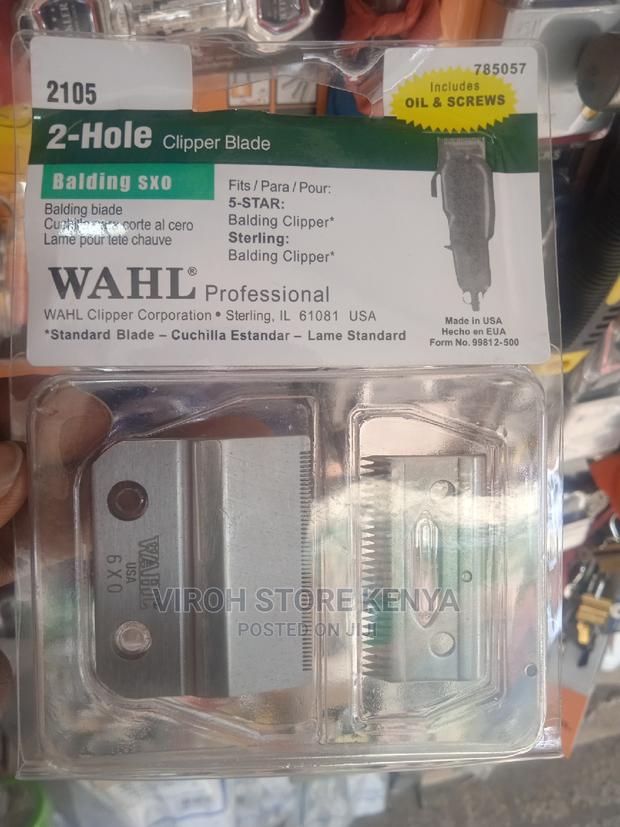 2105
785057
Includes
OIL & SCREWS
2-Hole Clipper Blade
Balding sxo
Balding blade
Cuchilla para corte al cero
Lame pour tete chauve
Fits / Para / Pour:
5-STAR:
Balding Clipper*
Sterling:
Balding Clipper*
WAHL® Professional
WAHL Clipper Corporation • Sterling, IL 61081 USA
*Standard Blade – Cuchilla Estandar – Lame Standard
Made in USA
Hecho en EUA
Form No. 99812-500
USA
6X0
VIROH STORE KENYA
POSTED ON JIJI